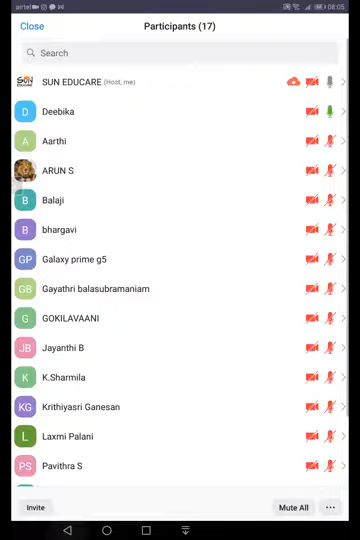 airtel 08:05
Close Participants (17)
Search
SUN EDUCARE SUN EDUCARE (Host, me)
D Deebika
A Aarthi
ARUN S
B Balaji
B bhargavi
GP Galaxy prime g5
GB Gayathri balasubramaniam
G GOKILAVAANI
JB Jayanthi B
K K.Sharmila
KG Krithiyasri Ganesan
L Laxmi Palani
PS Pavithra S
Invite Mute All ...